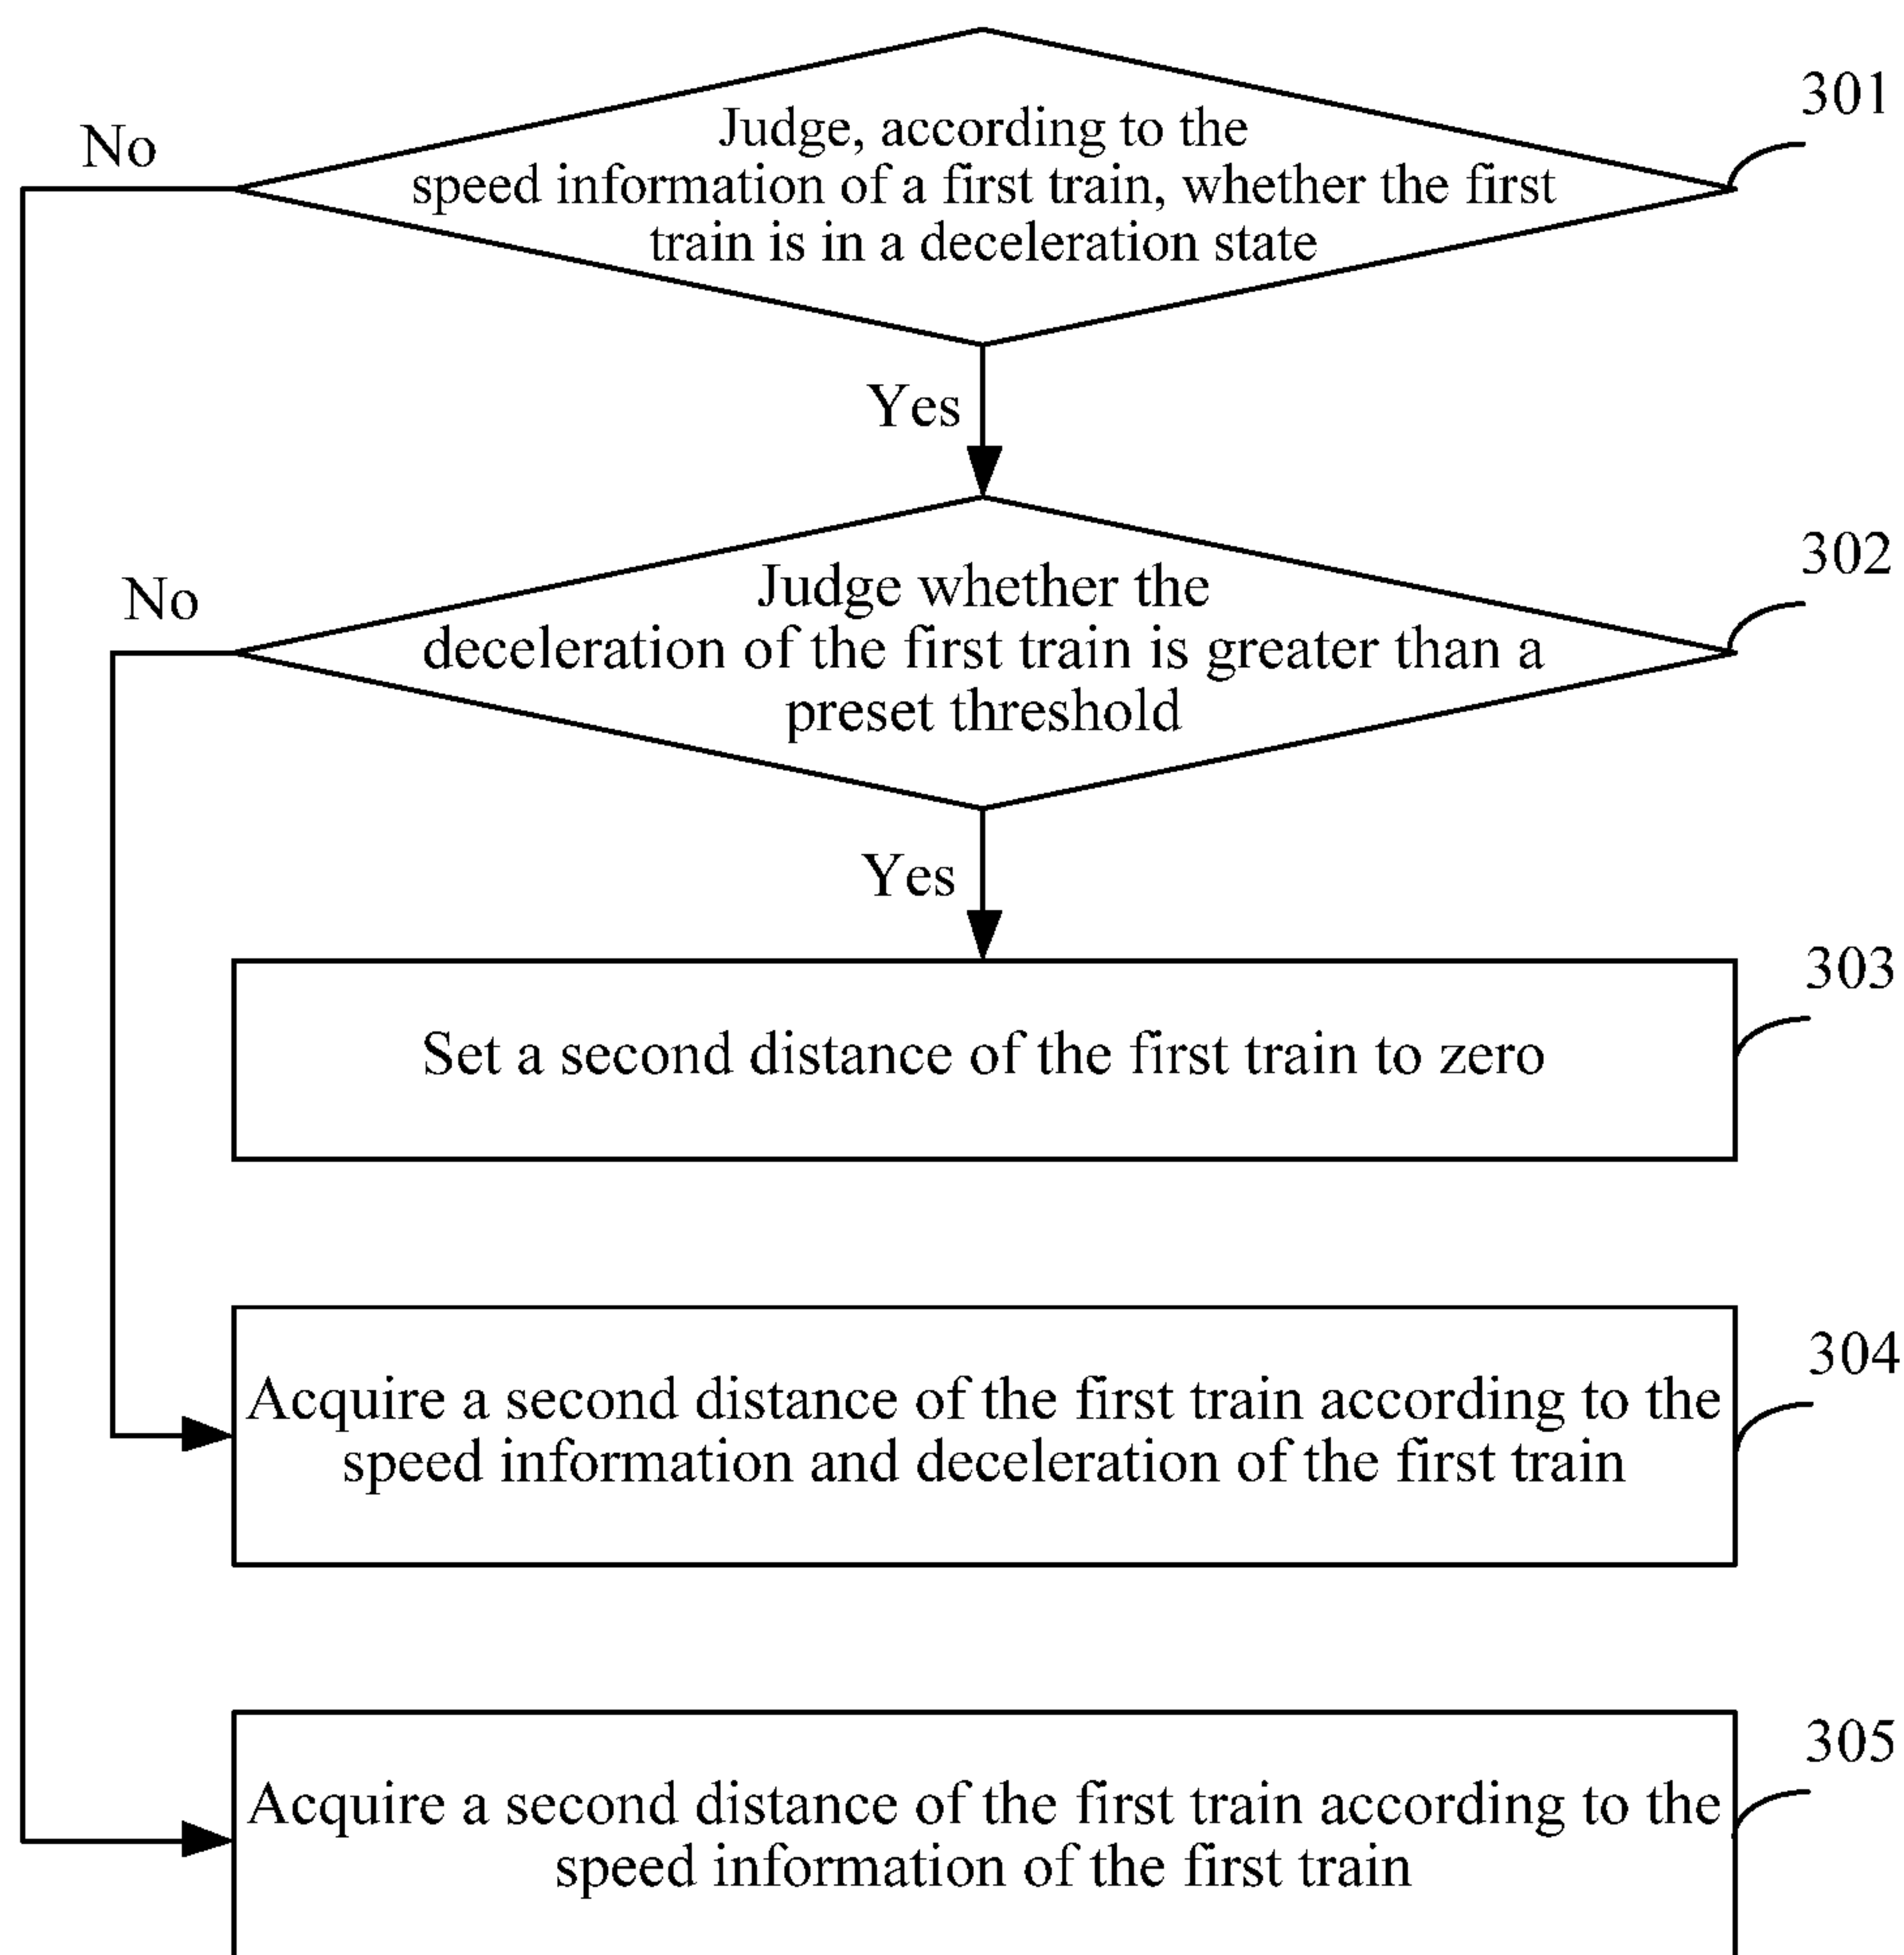 301
No
Judge, according to the
speed information of a first train, whether the first
train is in a deceleration state
Yes
302
No
Judge whether the
deceleration of the first train is greater than a
preset threshold
Yes
303
Set a second distance of the first train to zero
304
Acquire a second distance of the first train according to the
speed information and deceleration of the first train
305
Acquire a second distance of the first train according to the
speed information of the first train